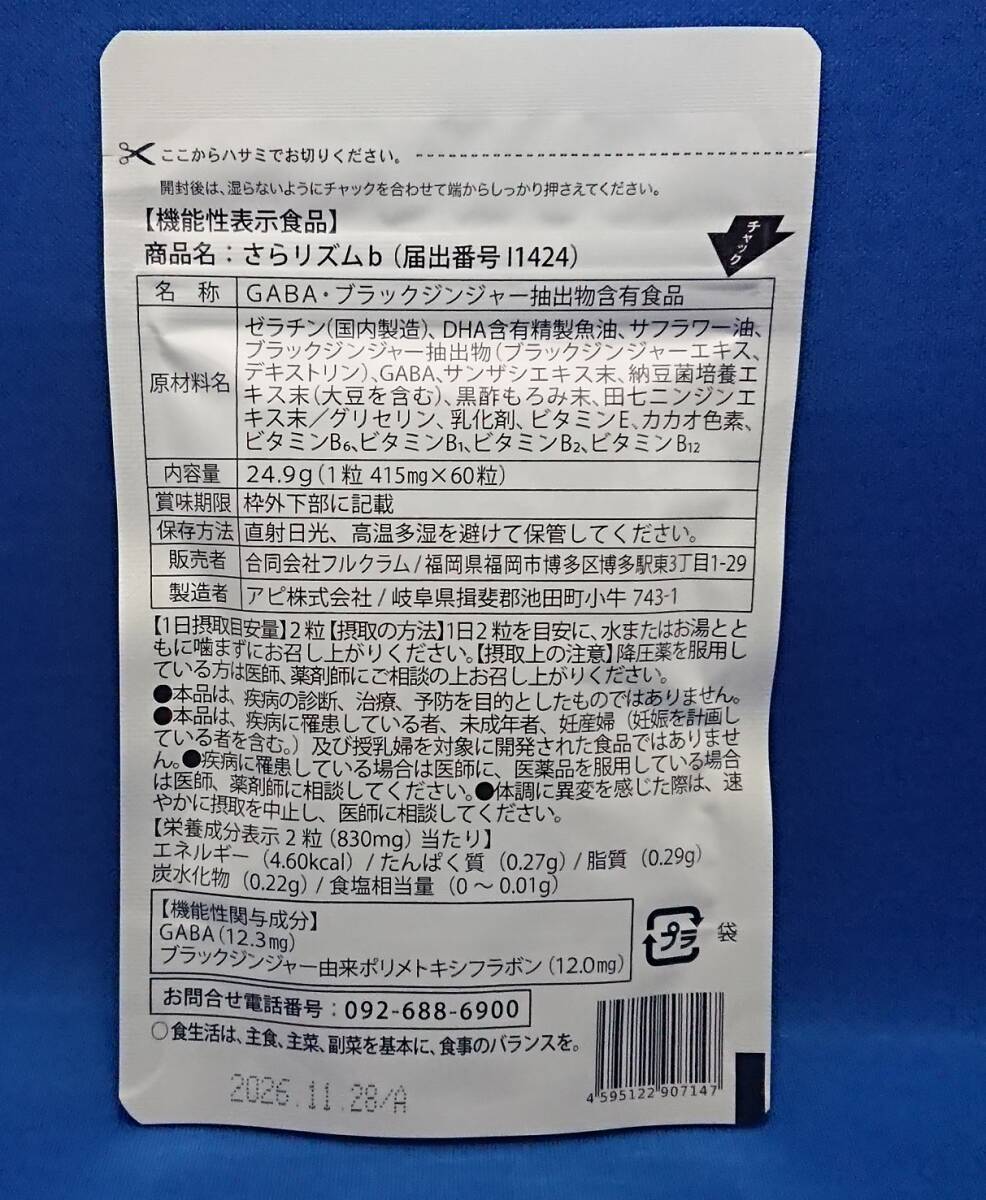 ここからハサミでお切りください。
開封後は、湿らないようにチャックを合わせて端からしっかり押さえてください。
チャック
【機能性表示食品】
商品名：さらリズムb（届出番号 I1424）
名 称 GABA・ブラックジンジャー抽出物含有食品
原材料名
ゼラチン（国内製造）、DHA含有精製魚油、サフラワー油、
ブラックジンジャー抽出物（ブラックジンジャーエキス、
デキストリン）、GABA、サンザシエキス末、納豆菌培養エ
キス末（大豆を含む）、黒酢もろみ末、田七ニンジンエ
キス末／グリセリン、乳化剤、ビタミンE、カカオ色素、
ビタミンB6、ビタミンB1、ビタミンB2、ビタミンB12
内容量 24.9g（1粒 415mg×60粒）
賞味期限 枠外下部に記載
保存方法 直射日光、高温多湿を避けて保管してください。
販売者 合同会社フルクラム/福岡県福岡市博多区博多駅東3丁目1-29
製造者 アピ株式会社/岐阜県揖斐郡池田町小牛 743-1
【1日摂取目安量】2粒【摂取の方法】1日2粒を目安に、水またはお湯とと
もに噛まずにお召し上がりください。【摂取上の注意】降圧薬を服用し
ている方は医師、薬剤師にご相談の上お召し上がりください。
●本品は、疾病の診断、治療、予防を目的としたものではありません。
●本品は、疾病に罹患している者、未成年者、妊産婦（妊娠を計画し
ている者を含む。）及び授乳婦を対象に開発された食品ではありませ
ん。●疾病に罹患している場合は医師に、医薬品を服用している場合
は医師、薬剤師に相談してください。●体調に異変を感じた際は、速
やかに摂取を中止し、医師に相談してください。
【栄養成分表示 2粒（830mg）当たり】
エネルギー（4.60kcal）/たんぱく質（0.27g）/脂質（0.29g）
炭水化物（0.22g）/食塩相当量（0～0.01g）
【機能性関与成分】
GABA（12.3mg）
ブラックジンジャー由来ポリメトキシフラボン（12.0mg）
プラ 袋
お問合せ電話番号：092-688-6900
○食生活は、主食、主菜、副菜を基本に、食事のバランスを。
2026.11.28/A
4 595122 907147